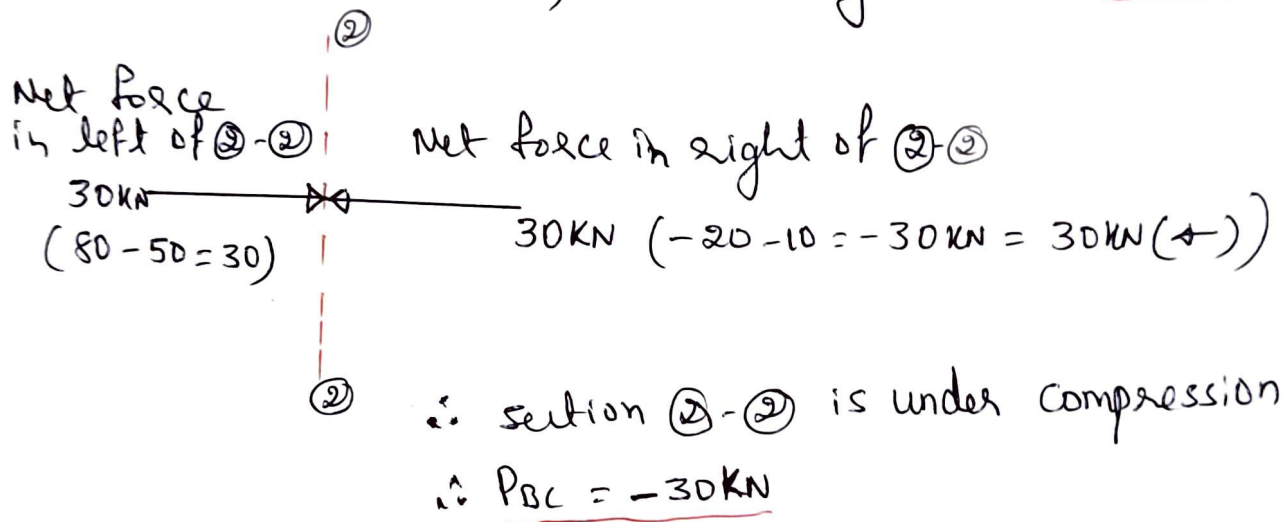 ②
Net force
in left of ②-②
Net force in right of ②-②
30KN
(80-50=30)
30KN (-20-10=-30KN = 30KN(←))
②
∴ section ②-② is under compression
∴ PBC = -30KN